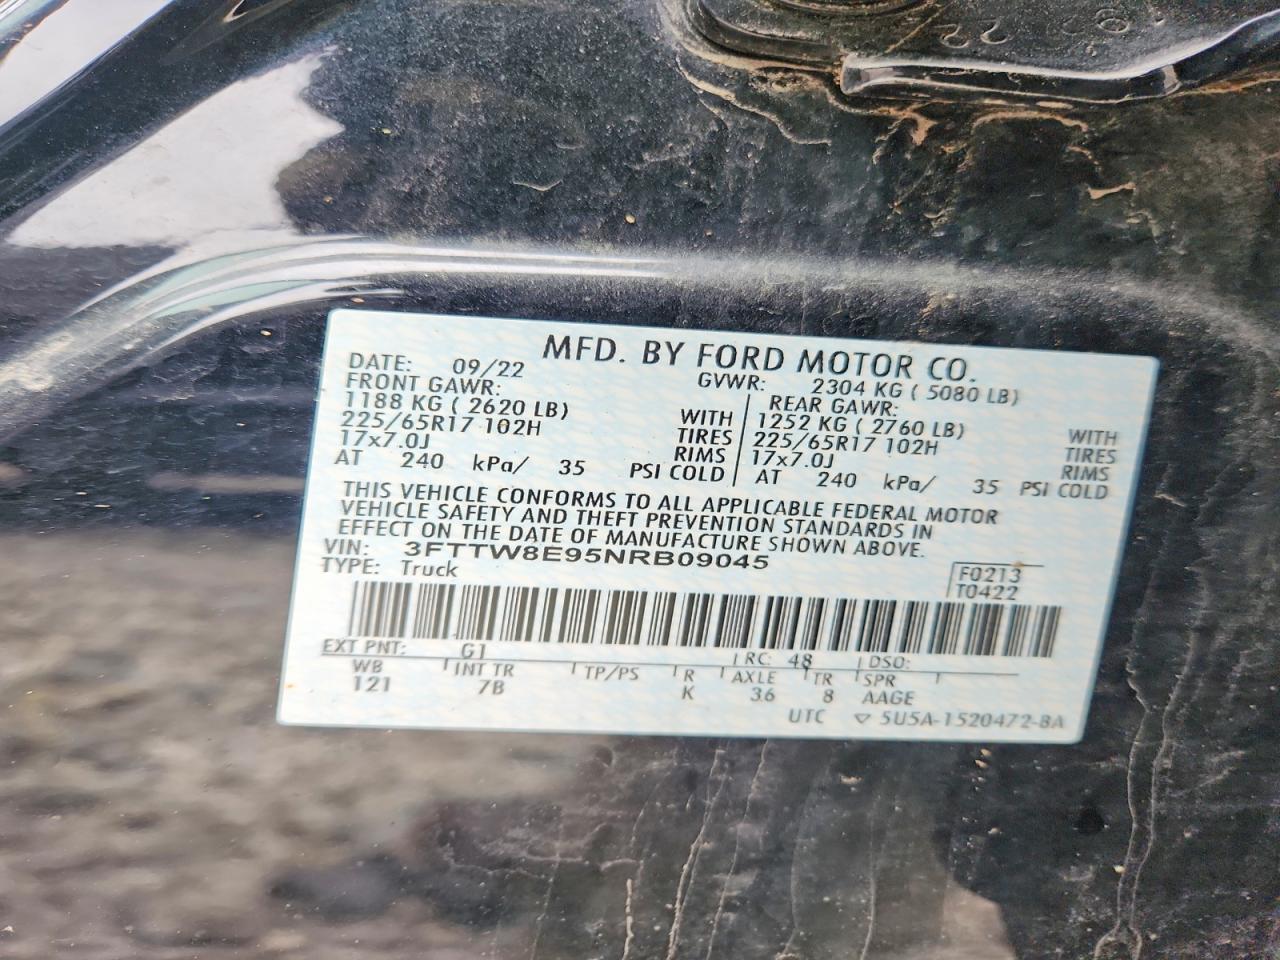 MFD. BY FORD MOTOR CO.
DATE: 09/22 GVWR: 2304 KG ( 5080 LB)
FRONT GAWR: REAR GAWR:
1188 KG ( 2620 LB) WITH 1252 KG ( 2760 LB) WITH
225/65R17 102H TIRES 225/65R17 102H TIRES
17x7.0J RIMS 17x7.0J RIMS
AT 240 kPa/ 35 PSI COLD AT 240 kPa/ 35 PSI COLD
THIS VEHICLE CONFORMS TO ALL APPLICABLE FEDERAL MOTOR
VEHICLE SAFETY AND THEFT PREVENTION STANDARDS IN
EFFECT ON THE DATE OF MANUFACTURE SHOWN ABOVE.
VIN: 3FTTW8E95NRB09045
TYPE: Truck F0213
T0422
EXT PNT: G1 RC: 48 DSO:
WB INT TR TP/PS R AXLE TR SPR
121 7B K 36 8 AAGE
UTC ▽ 5U5A-1520472-BA